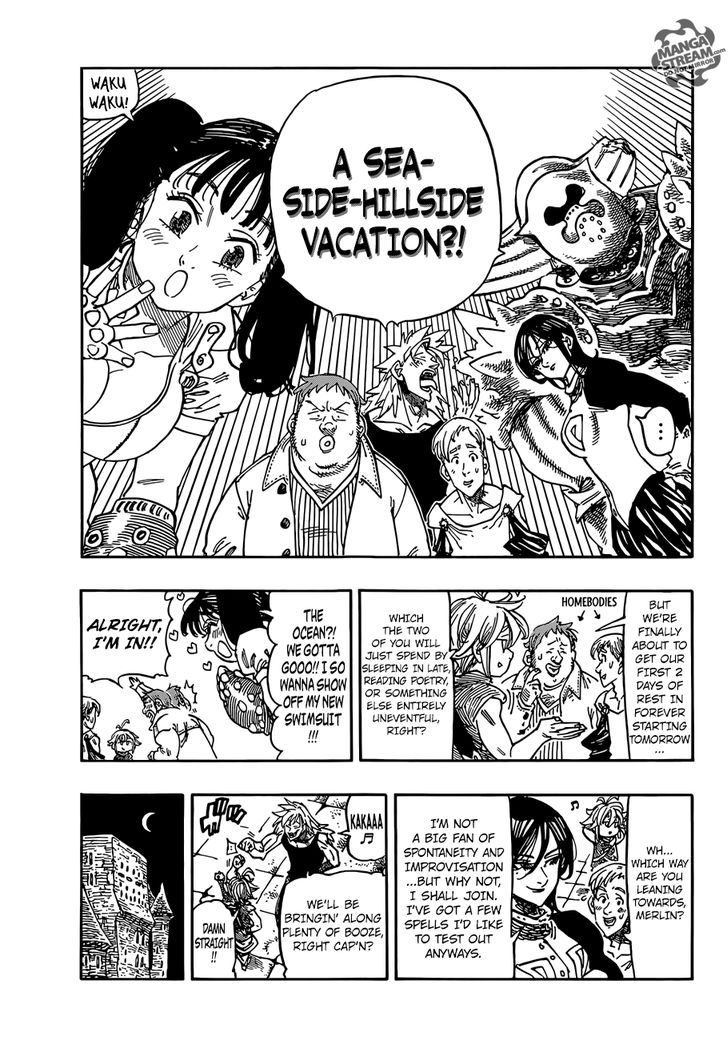 MANGA
STREAM.com
DO NOT MIRROR
WAKU
WAKU!
A SEA-
SIDE-HILLSIDE
VACATION?!
...
BUT
WE'RE
FINALLY
ABOUT TO
GET OUR
FIRST 2
DAYS OF
REST IN
FOREVER
STARTING
TOMORROW
...
HOMEBODIES
WHICH
THE TWO
OF YOU
WILL
JUST SPEND BY
SLEEPING IN LATE,
READING POETRY,
OR SOMETHING
ELSE ENTIRELY
UNEVENTFUL,
RIGHT?
THE
OCEAN?!
WE GOTTA
GOOO!! I SO
WANNA SHOW
OFF MY NEW
SWIMSUIT
!!!
ALRIGHT,
I'M IN!!
WH...
WHICH WAY
ARE YOU
LEANING
TOWARDS,
MERLIN?
I'M NOT
A BIG FAN OF
SPONTANEITY AND
IMPROVISATION
...BUT WHY NOT,
I SHALL JOIN.
I'VE GOT A FEW
SPELLS I'D LIKE
TO TEST OUT
ANYWAYS.
KAKAAA
♬
WE'LL BE
BRINGIN' ALONG
PLENTY OF BOOZE,
RIGHT CAP'N?
DAMN
STRAIGHT
!!